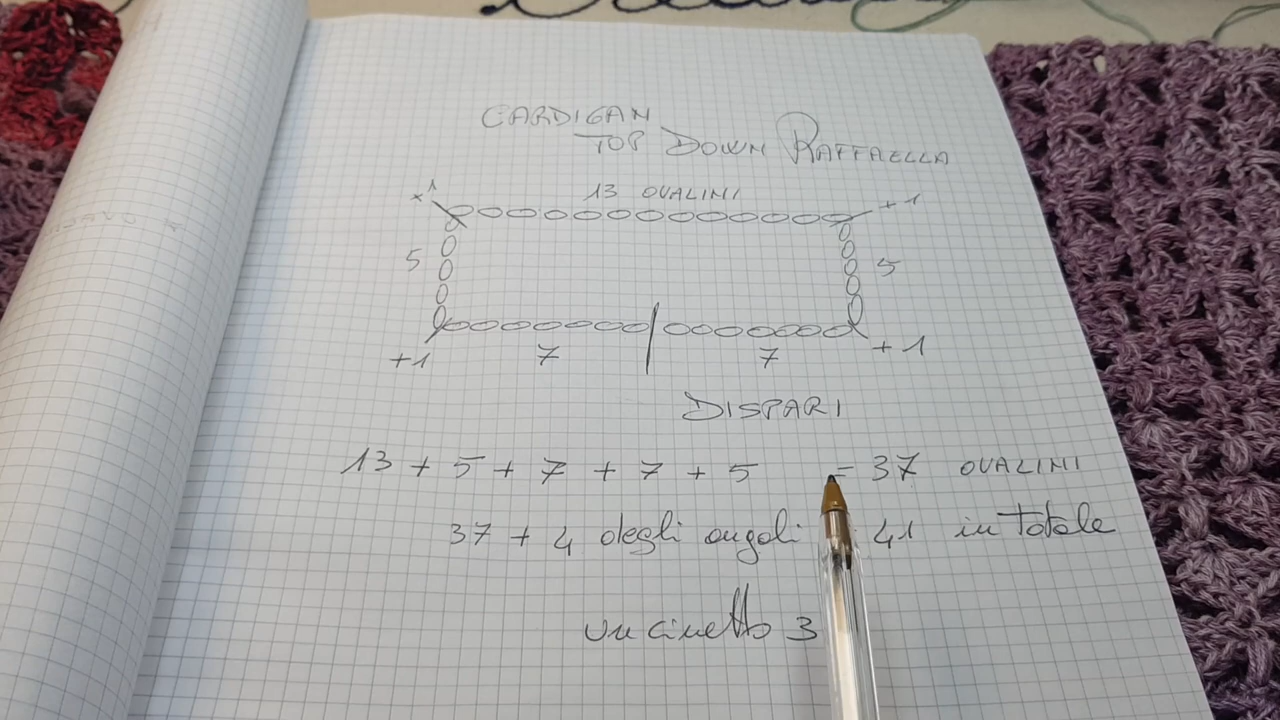 CARDIGAN
TOP DOWN RAFFAELLA
+1 13 OVALINI +1
5 5
+1 7 7 +1
DISPARI
13 + 5 + 7 + 7 + 5 = 37 OVALINI
37 + 4 degli angoli 41 in totale
uncinetto 3